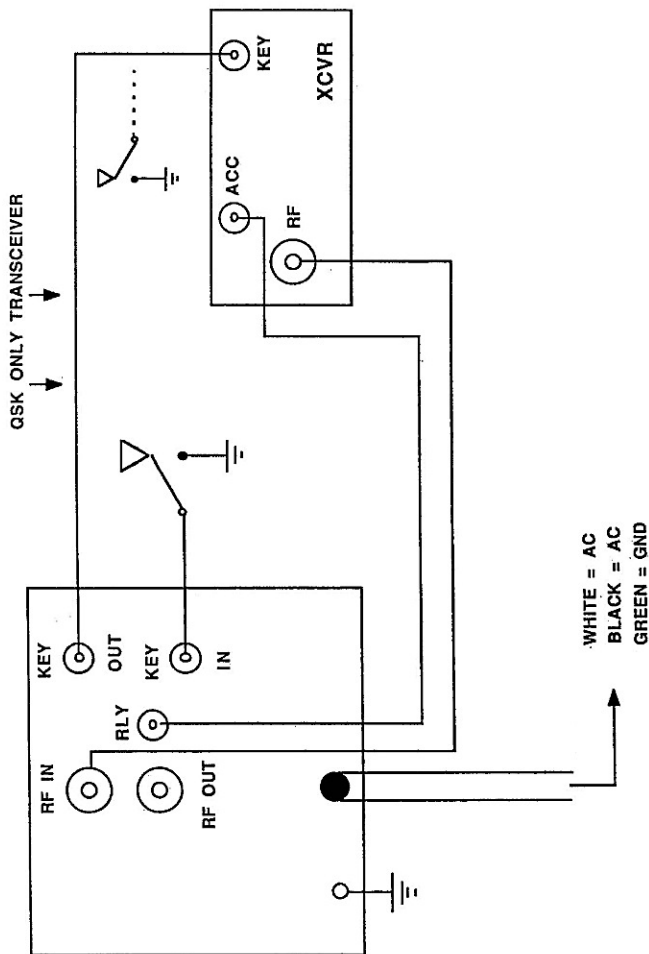 QSK ONLY TRANSCEIVER
KEY
ACC
RF
XCVR
KEY
OUT
KEY
IN
RLY
RF IN
RF OUT
WHITE = AC
BLACK = AC
GREEN = GND